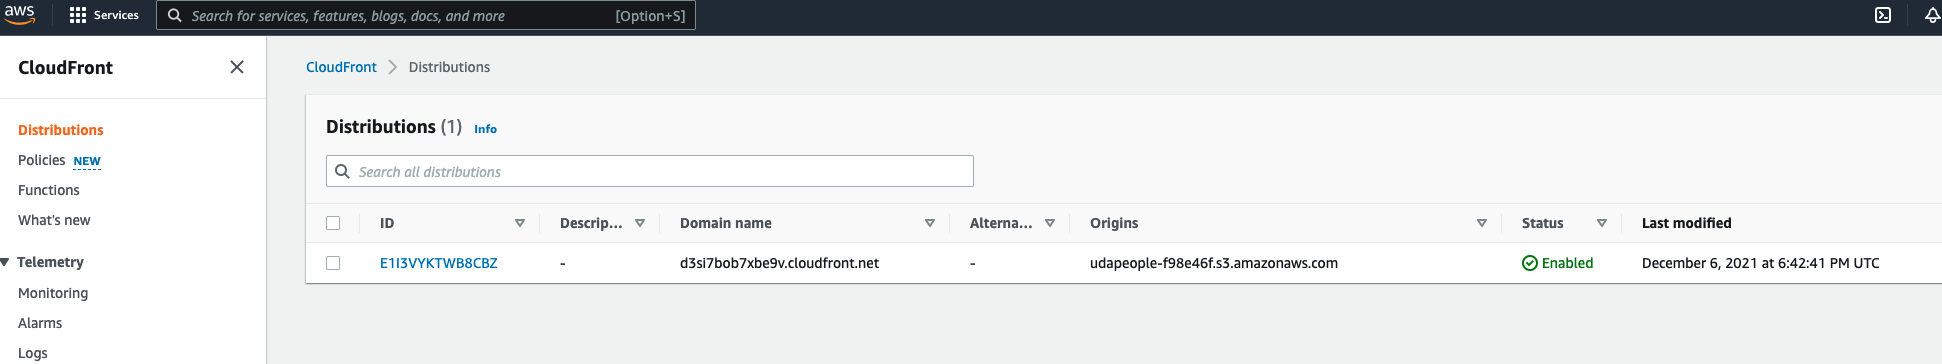 aws
Services
Search for services, features, blogs, docs, and more [Option+S]
CloudFront
Distributions
Policies NEW
Functions
What's new
Telemetry
Monitoring
Alarms
Logs
CloudFront Distributions
Distributions (1) Info
Search all distributions
ID Descrip... Domain name Alterna... Origins Status Last modified
E1I3VYKTWB8CBZ - d3si7bob7xbe9v.cloudfront.net - udapeople-f98e46f.s3.amazonaws.com Enabled December 6, 2021 at 6:42:41 PM UTC